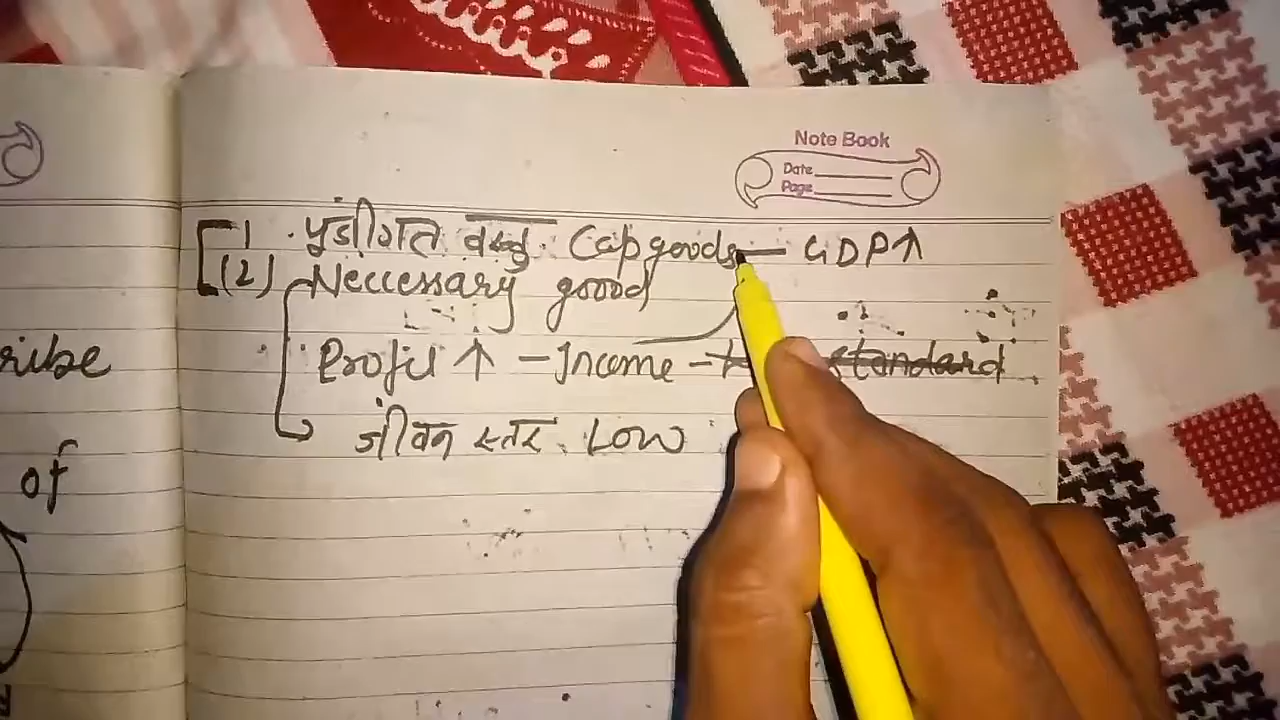 Note Book
Date
Page
1. पुंजीगत वस्तु. Cap goods — GDP↑
(2) Neccessary good
Profit ↑ - Income - standard
जीवन स्तर. Low
ribe
of